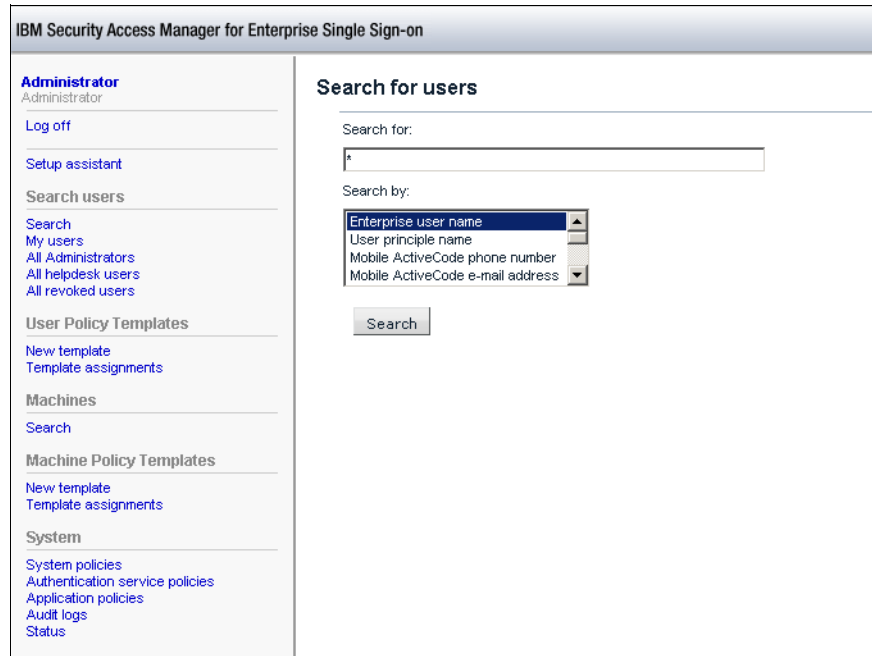 IBM Security Access Manager for Enterprise Single Sign-on
Administrator
Administrator
Log off
Setup assistant
Search users
Search
My users
All Administrators
All helpdesk users
All revoked users
User Policy Templates
New template
Template assignments
Machines
Search
Machine Policy Templates
New template
Template assignments
System
System policies
Authentication service policies
Application policies
Audit logs
Status
Search for users
Search for:
*
Search by:
Enterprise user name
User principle name
Mobile ActiveCode phone number
Mobile ActiveCode e-mail address
Search